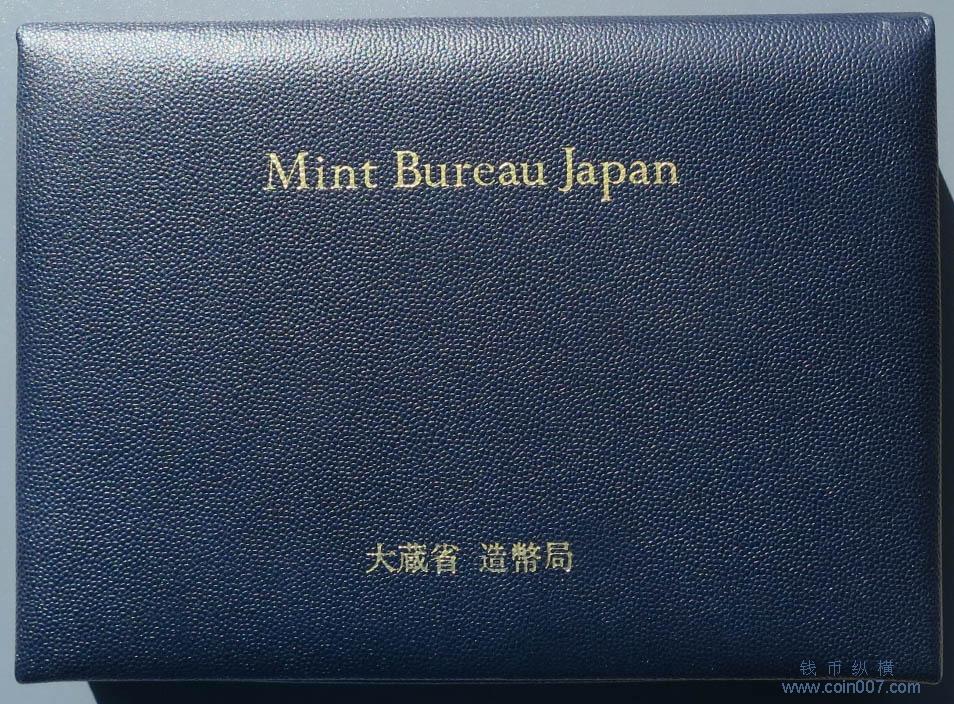 Mint Bureau Japan
大蔵省 造幣局
钱币纵横
www.coin007.com